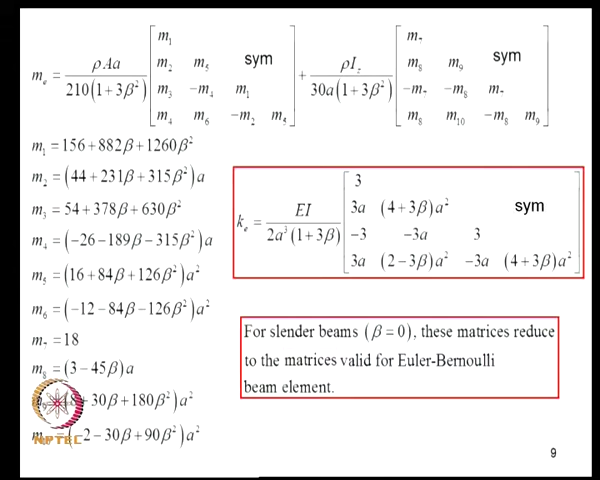 m_e = ρAa / 210(1+3β²) [ m₁
m₂ m₅ sym
m₃ −m₄ m₁
m₄ m₆ −m₂ m₅ ] + ρI_z / 30a(1+3β²) [ m₇
m₈ m₉ sym
−m₇ −m₈ m₇
m₈ m₁₀ −m₈ m₉ ]
m₁ = 156+882β+1260β²
m₂ = (44+231β+315β²)a
m₃ = 54+378β+630β²
m₄ = (−26−189β−315β²)a
m₅ = (16+84β+126β²)a²
m₆ = (−12−84β−126β²)a²
m₇ = 18
m₈ = (3−45β)a
30β+180β²)a²
2−30β+90β²)a²
k_e = EI / 2a³(1+3β) [ 3
3a (4+3β)a² sym
−3 −3a 3
3a (2−3β)a² −3a (4+3β)a² ]
For slender beams (β=0), these matrices reduce
to the matrices valid for Euler-Bernoulli
beam element.
NPTEL
9